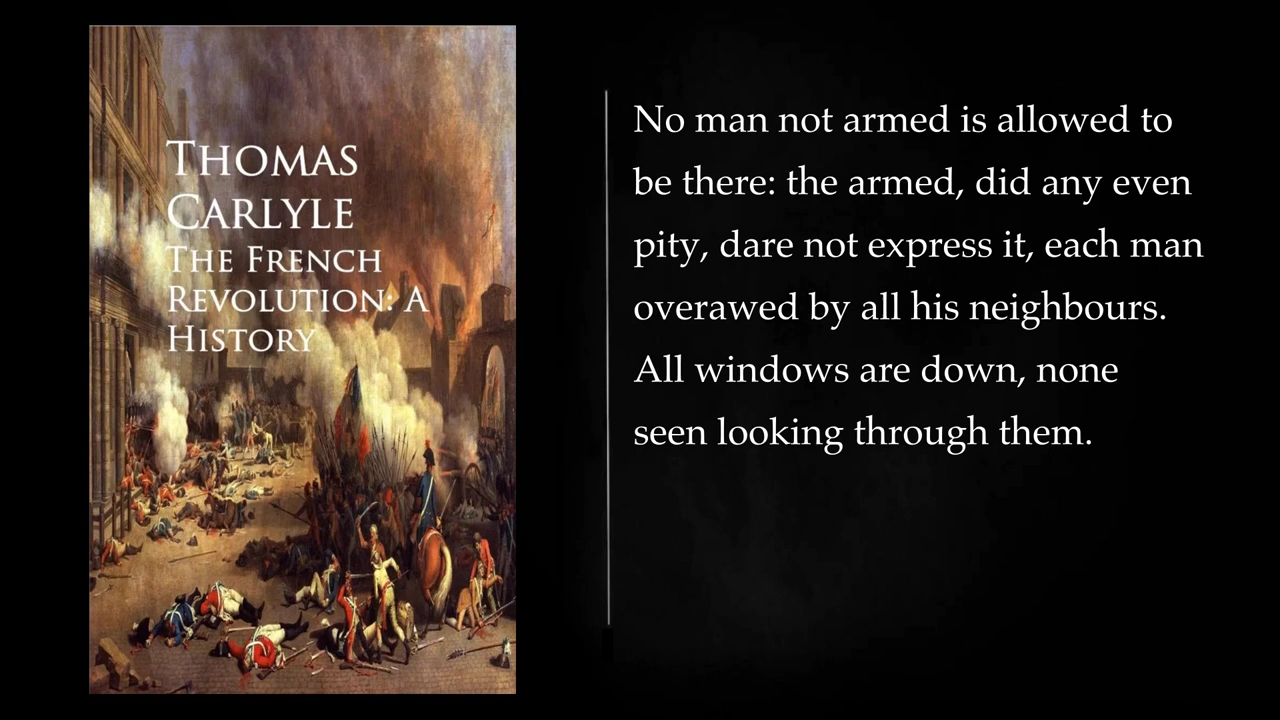 THOMAS
CARLYLE
THE FRENCH
REVOLUTION: A
HISTORY
No man not armed is allowed to
be there: the armed, did any even
pity, dare not express it, each man
overawed by all his neighbours.
All windows are down, none
seen looking through them.